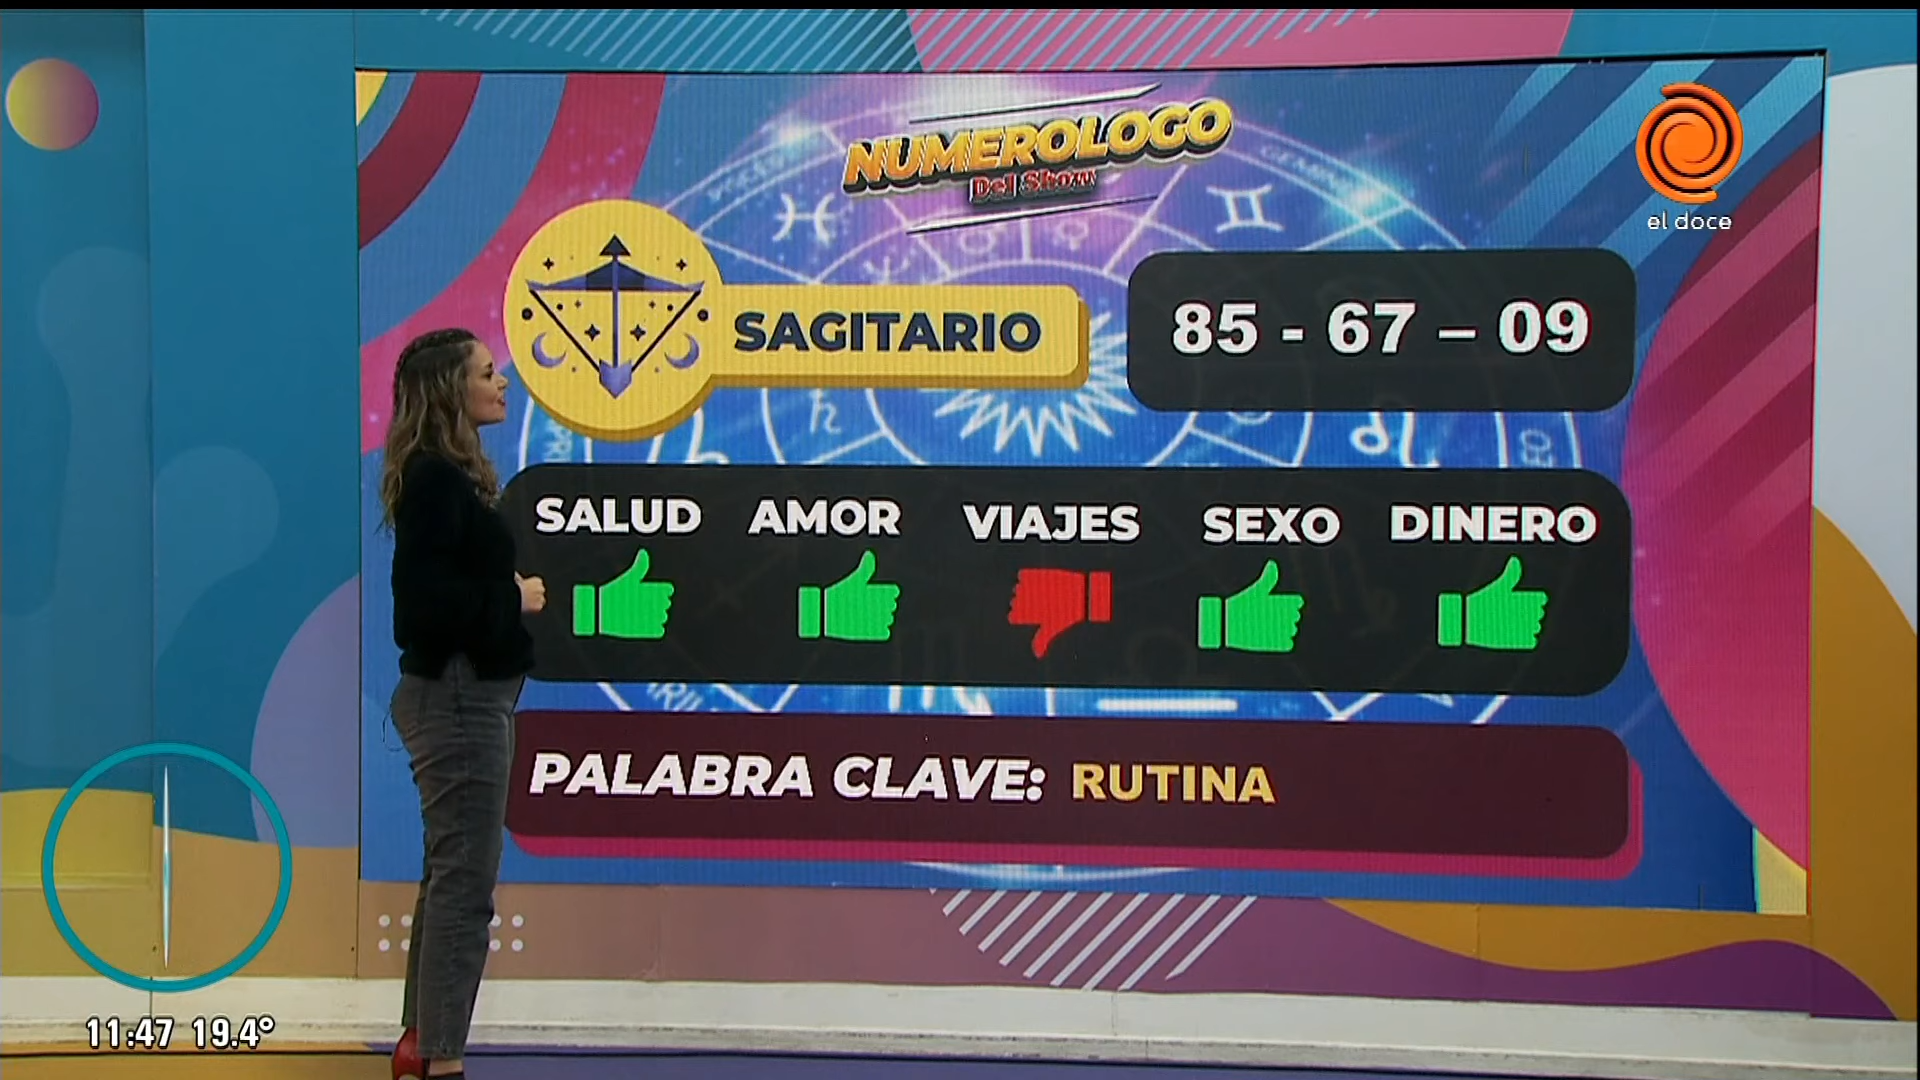 NUMEROLOGO
Del Show
el doce
GEMINI
SAGITARIO
85 - 67 – 09
SALUD AMOR VIAJES SEXO DINERO
PALABRA CLAVE: RUTINA
11:47 19.4°